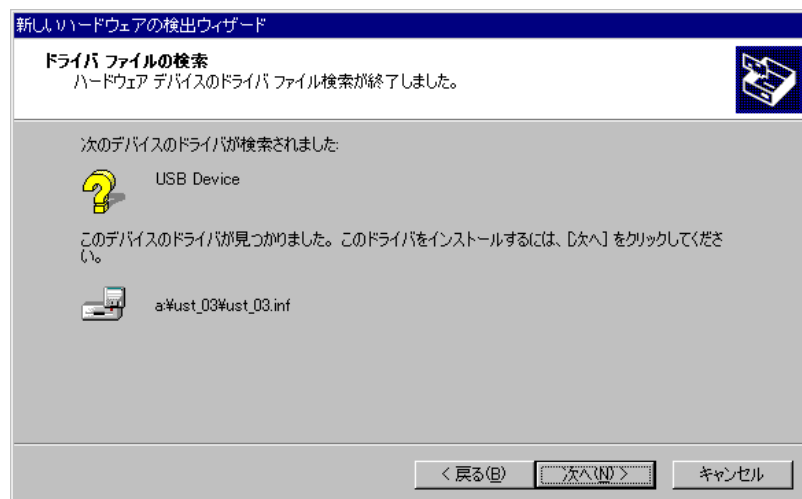 新しいハードウェアの検出ウィザード
ドライバ ファイルの検索
ハードウェア デバイスのドライバ ファイル検索が終了しました。
次のデバイスのドライバが検索されました:
USB Device
このデバイスのドライバが見つかりました。このドライバをインストールするには、[次へ] をクリックしてくださ
い。
a:¥ust_03¥ust_03.inf
< 戻る(B) 次へ(N) > キャンセル